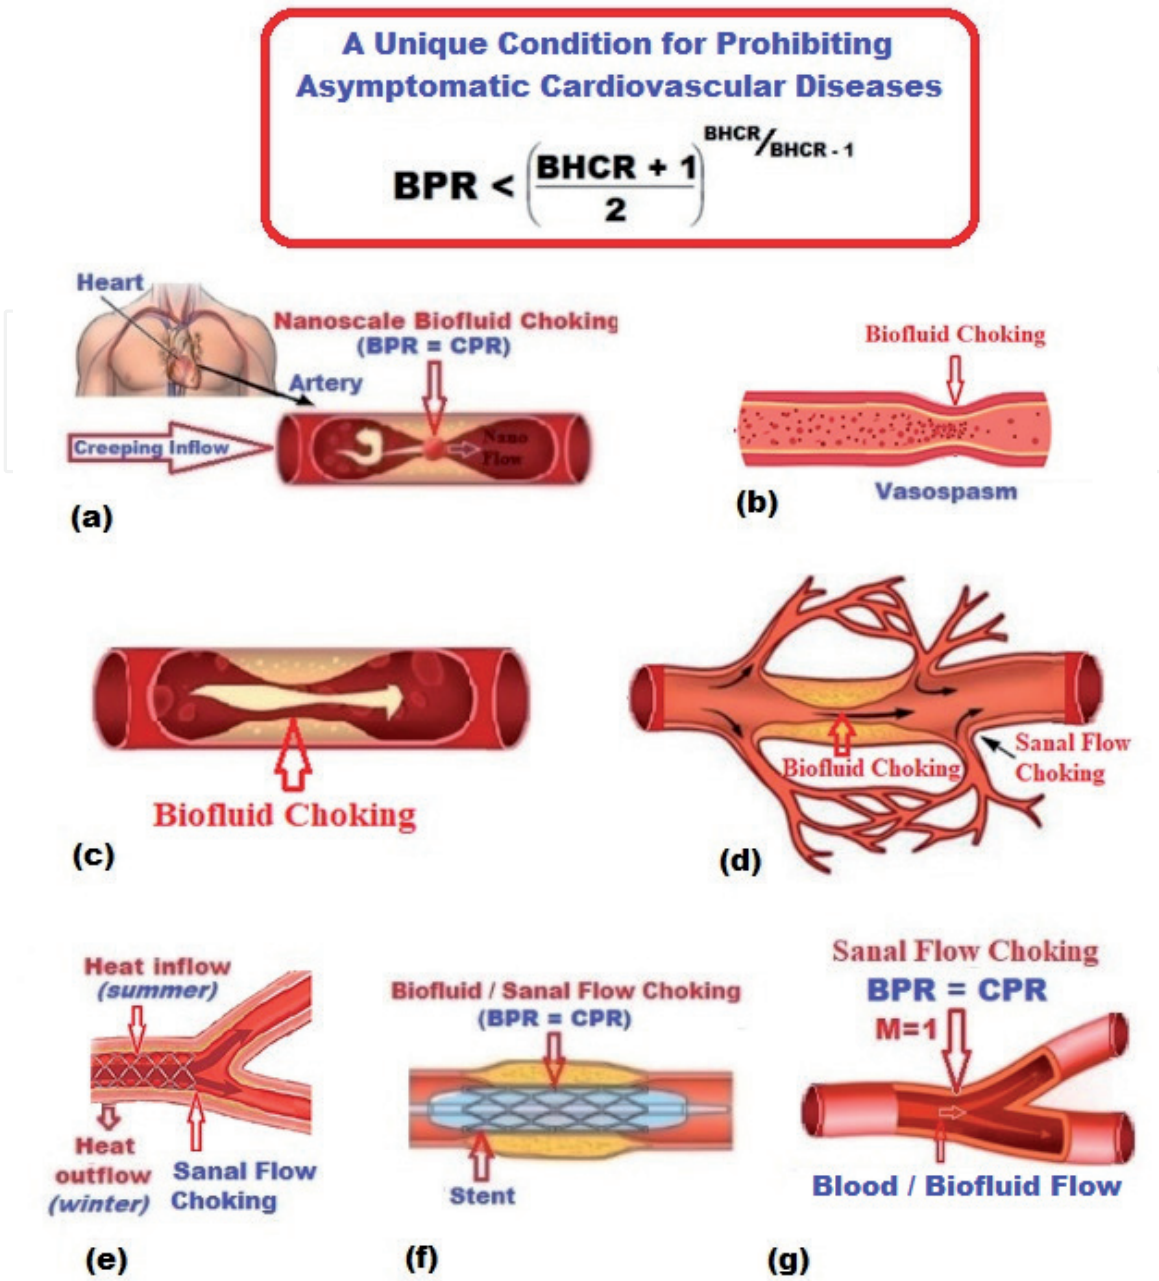 A Unique Condition for Prohibiting
Asymptomatic Cardiovascular Diseases
BPR < (BHCR + 1 / 2) BHCR/BHCR - 1
Heart
Nanoscale Biofluid Choking
(BPR = CPR)
Artery
Creeping Inflow
Nano
Flow
(a)
Biofluid Choking
Vasospasm
(b)
Biofluid Choking
(c)
Biofluid Choking
Sanal Flow
Choking
(d)
Heat inflow
(summer)
Heat
outflow
(winter)
Sanal Flow
Choking
(e)
Biofluid / Sanal Flow Choking
(BPR = CPR)
Stent
(f)
Sanal Flow Choking
BPR = CPR
M=1
Blood / Biofluid Flow
(g)